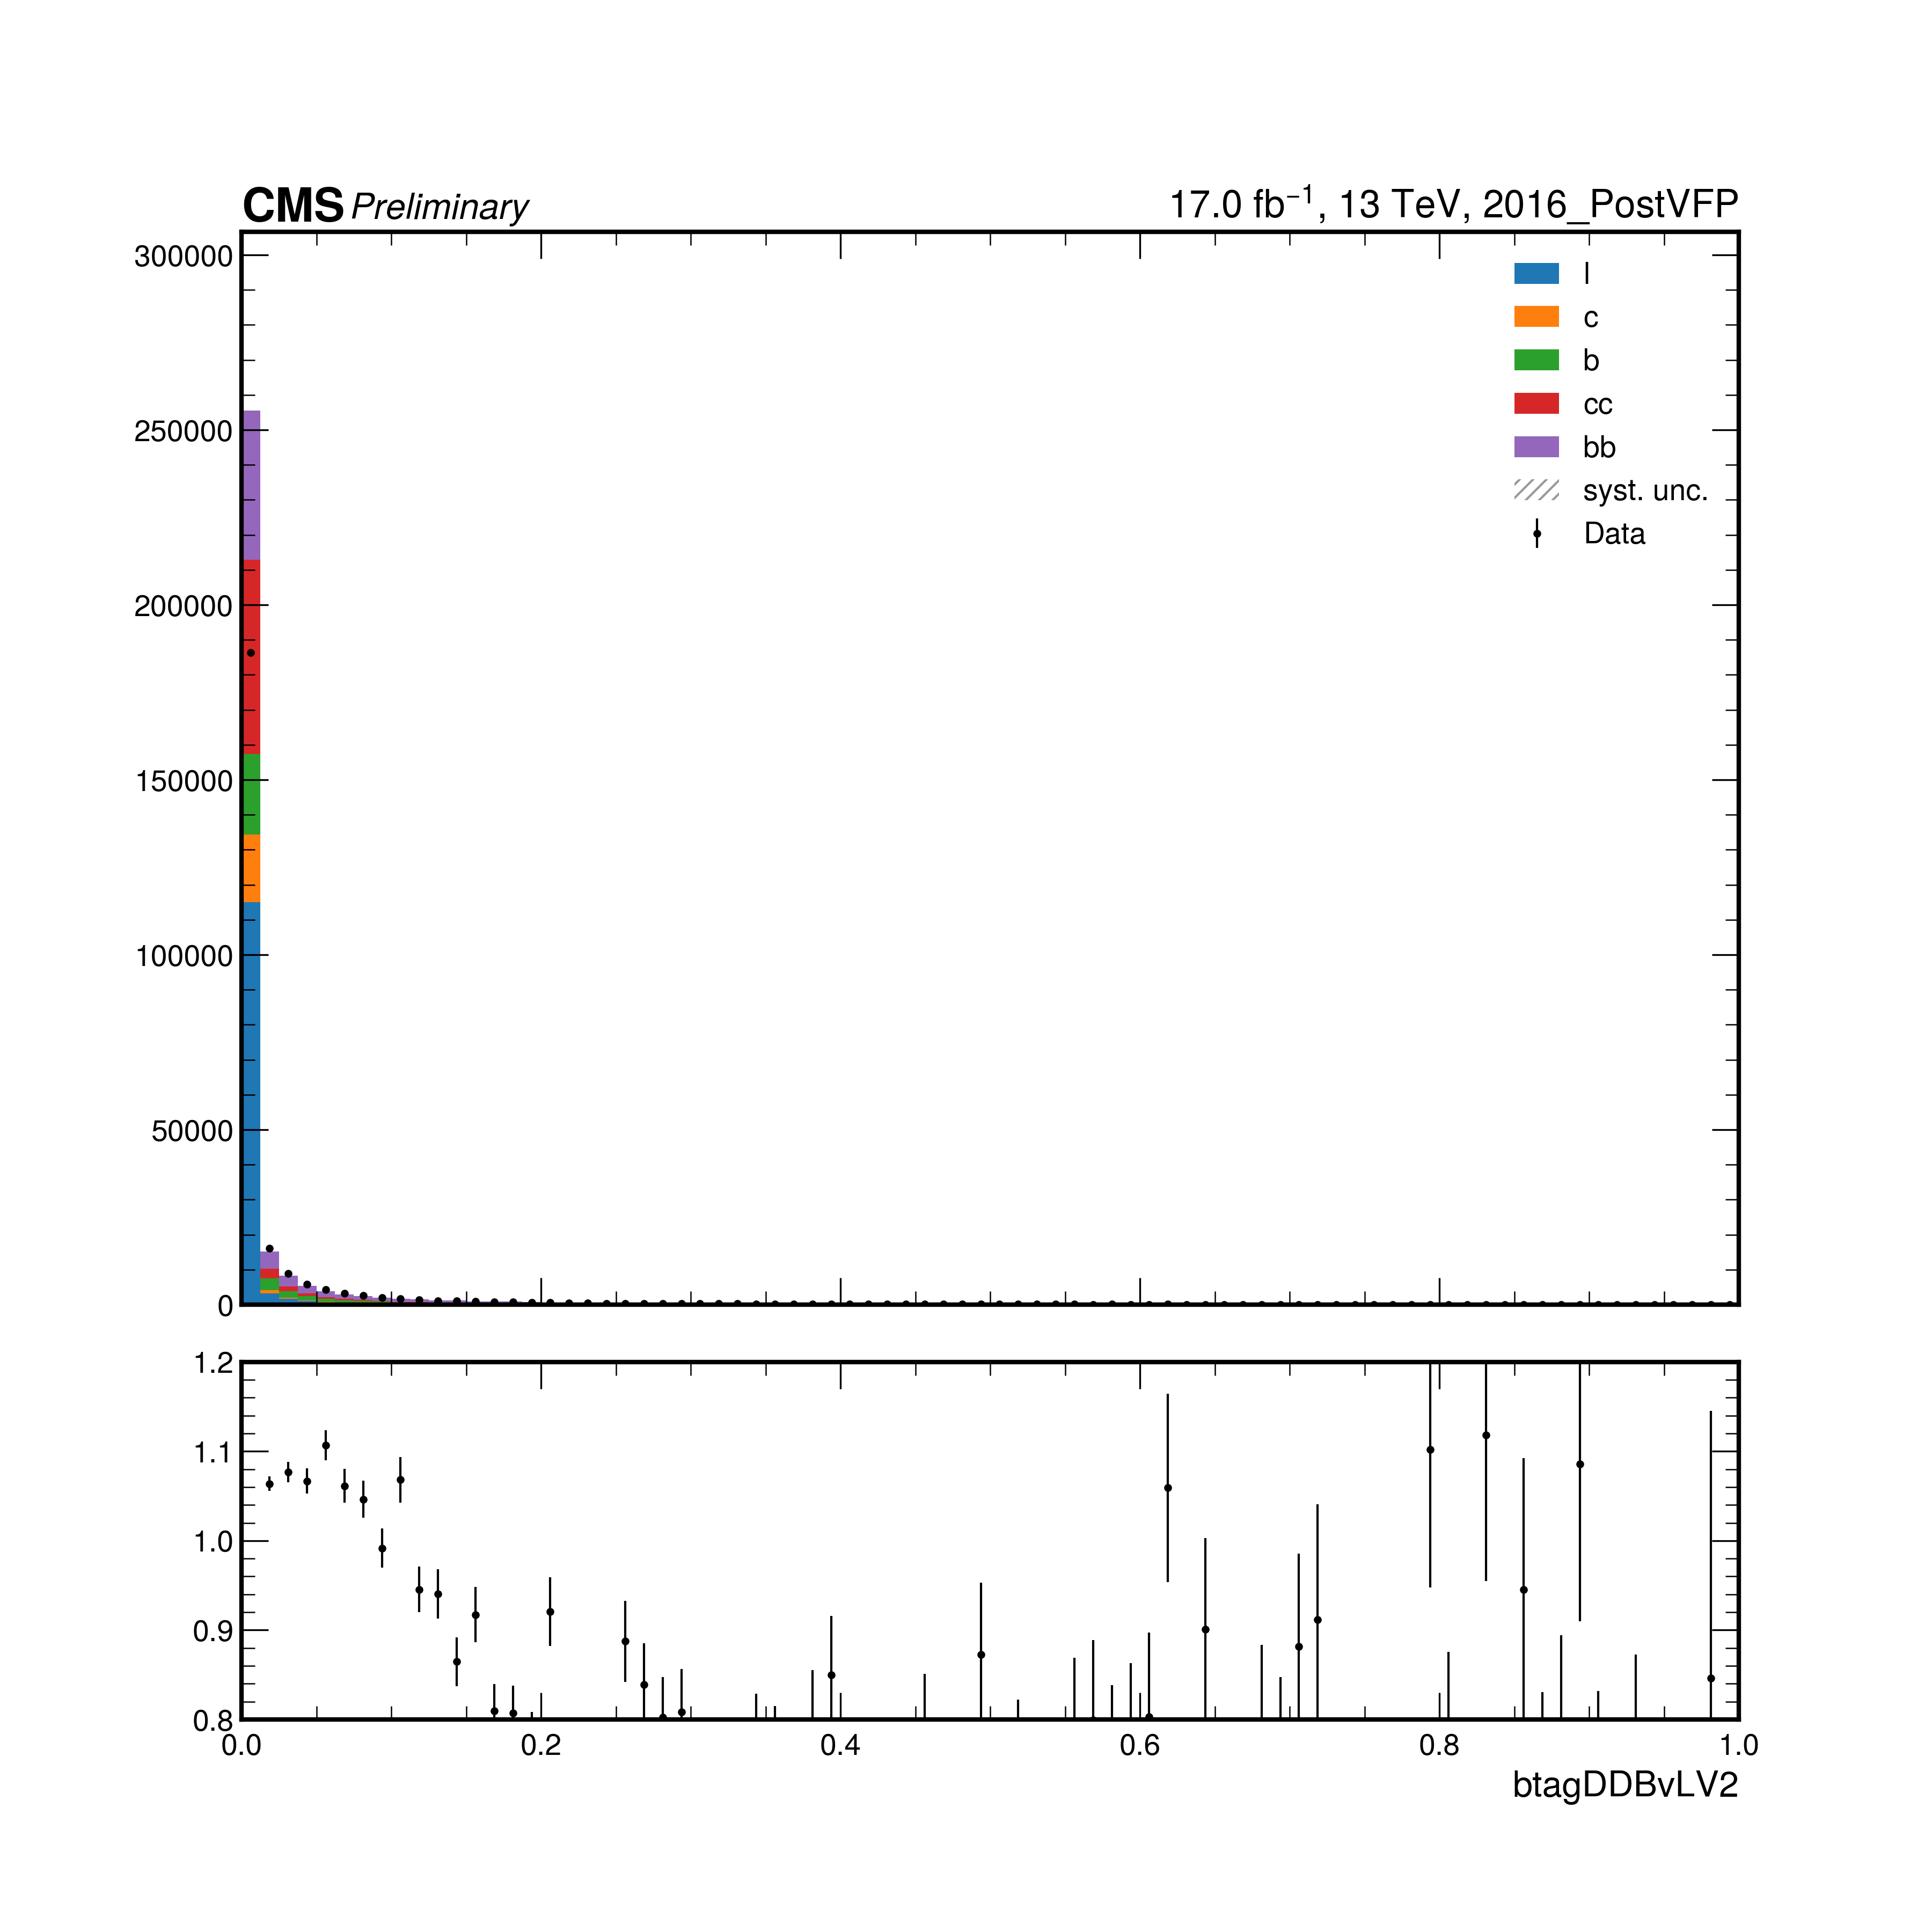 CMS Preliminary
17.0 fb⁻¹, 13 TeV, 2016_PostVFP
300000
250000
200000
150000
100000
50000
0
l
c
b
cc
bb
syst. unc.
Data
1.2
1.1
1.0
0.9
0.8
0.0 0.2 0.4 0.6 0.8 1.0
btagDDBvLV2